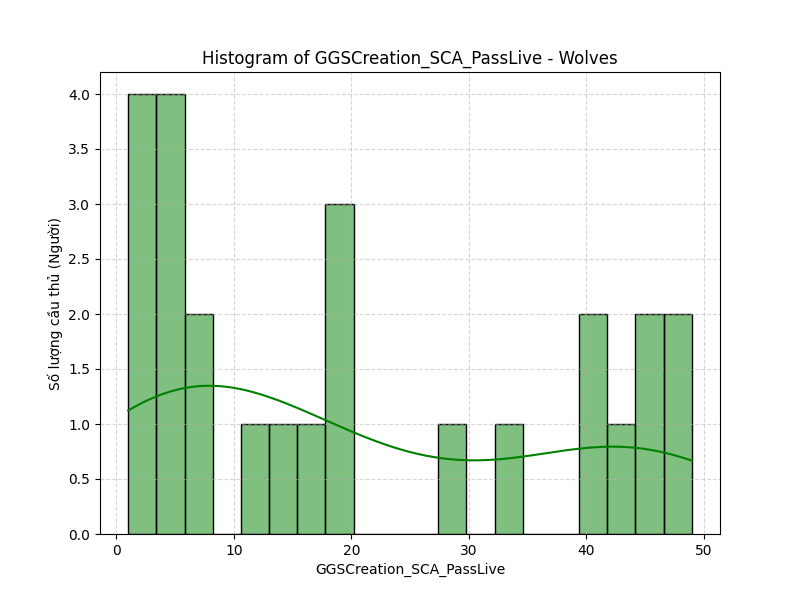 Histogram of GGSCreation_SCA_PassLive - Wolves
4.0
3.5
3.0
2.5
2.0
1.5
1.0
0.5
0.0
Số lượng cầu thủ (Người)
0 10 20 30 40 50
GGSCreation_SCA_PassLive